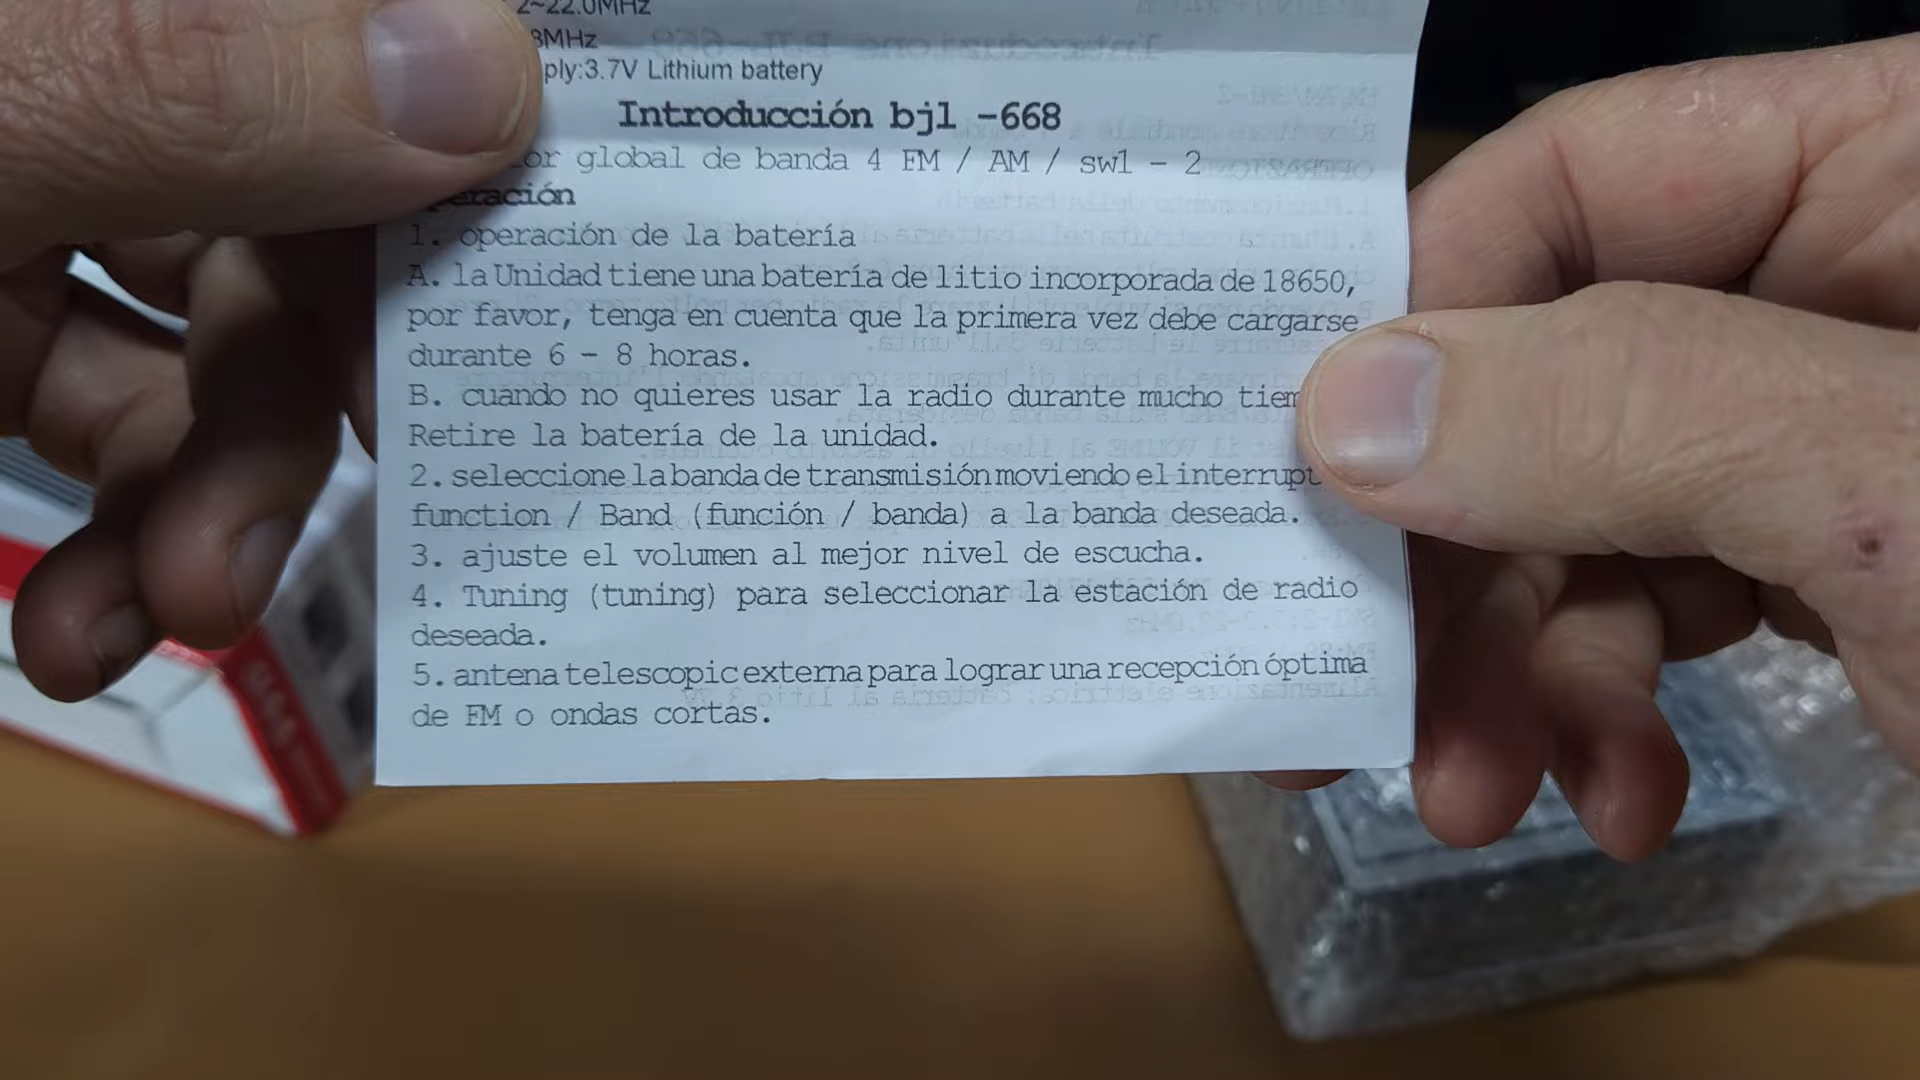 2~22.0MHz
8MHz
ply:3.7V Lithium battery
Introducción bjl -668
or global de banda 4 FM / AM / sw1 - 2
eración
1. operación de la batería
A. la Unidad tiene una batería de litio incorporada de 18650,
por favor, tenga en cuenta que la primera vez debe cargarse
durante 6 - 8 horas.
B. cuando no quieres usar la radio durante mucho tiem
Retire la batería de la unidad.
2. seleccione la banda de transmisión moviendo el interrupt
function / Band (función / banda) a la banda deseada.
3. ajuste el volumen al mejor nivel de escucha.
4. Tuning (tuning) para seleccionar la estación de radio
deseada.
5. antena telescopic externa para lograr una recepción óptima
de FM o ondas cortas.